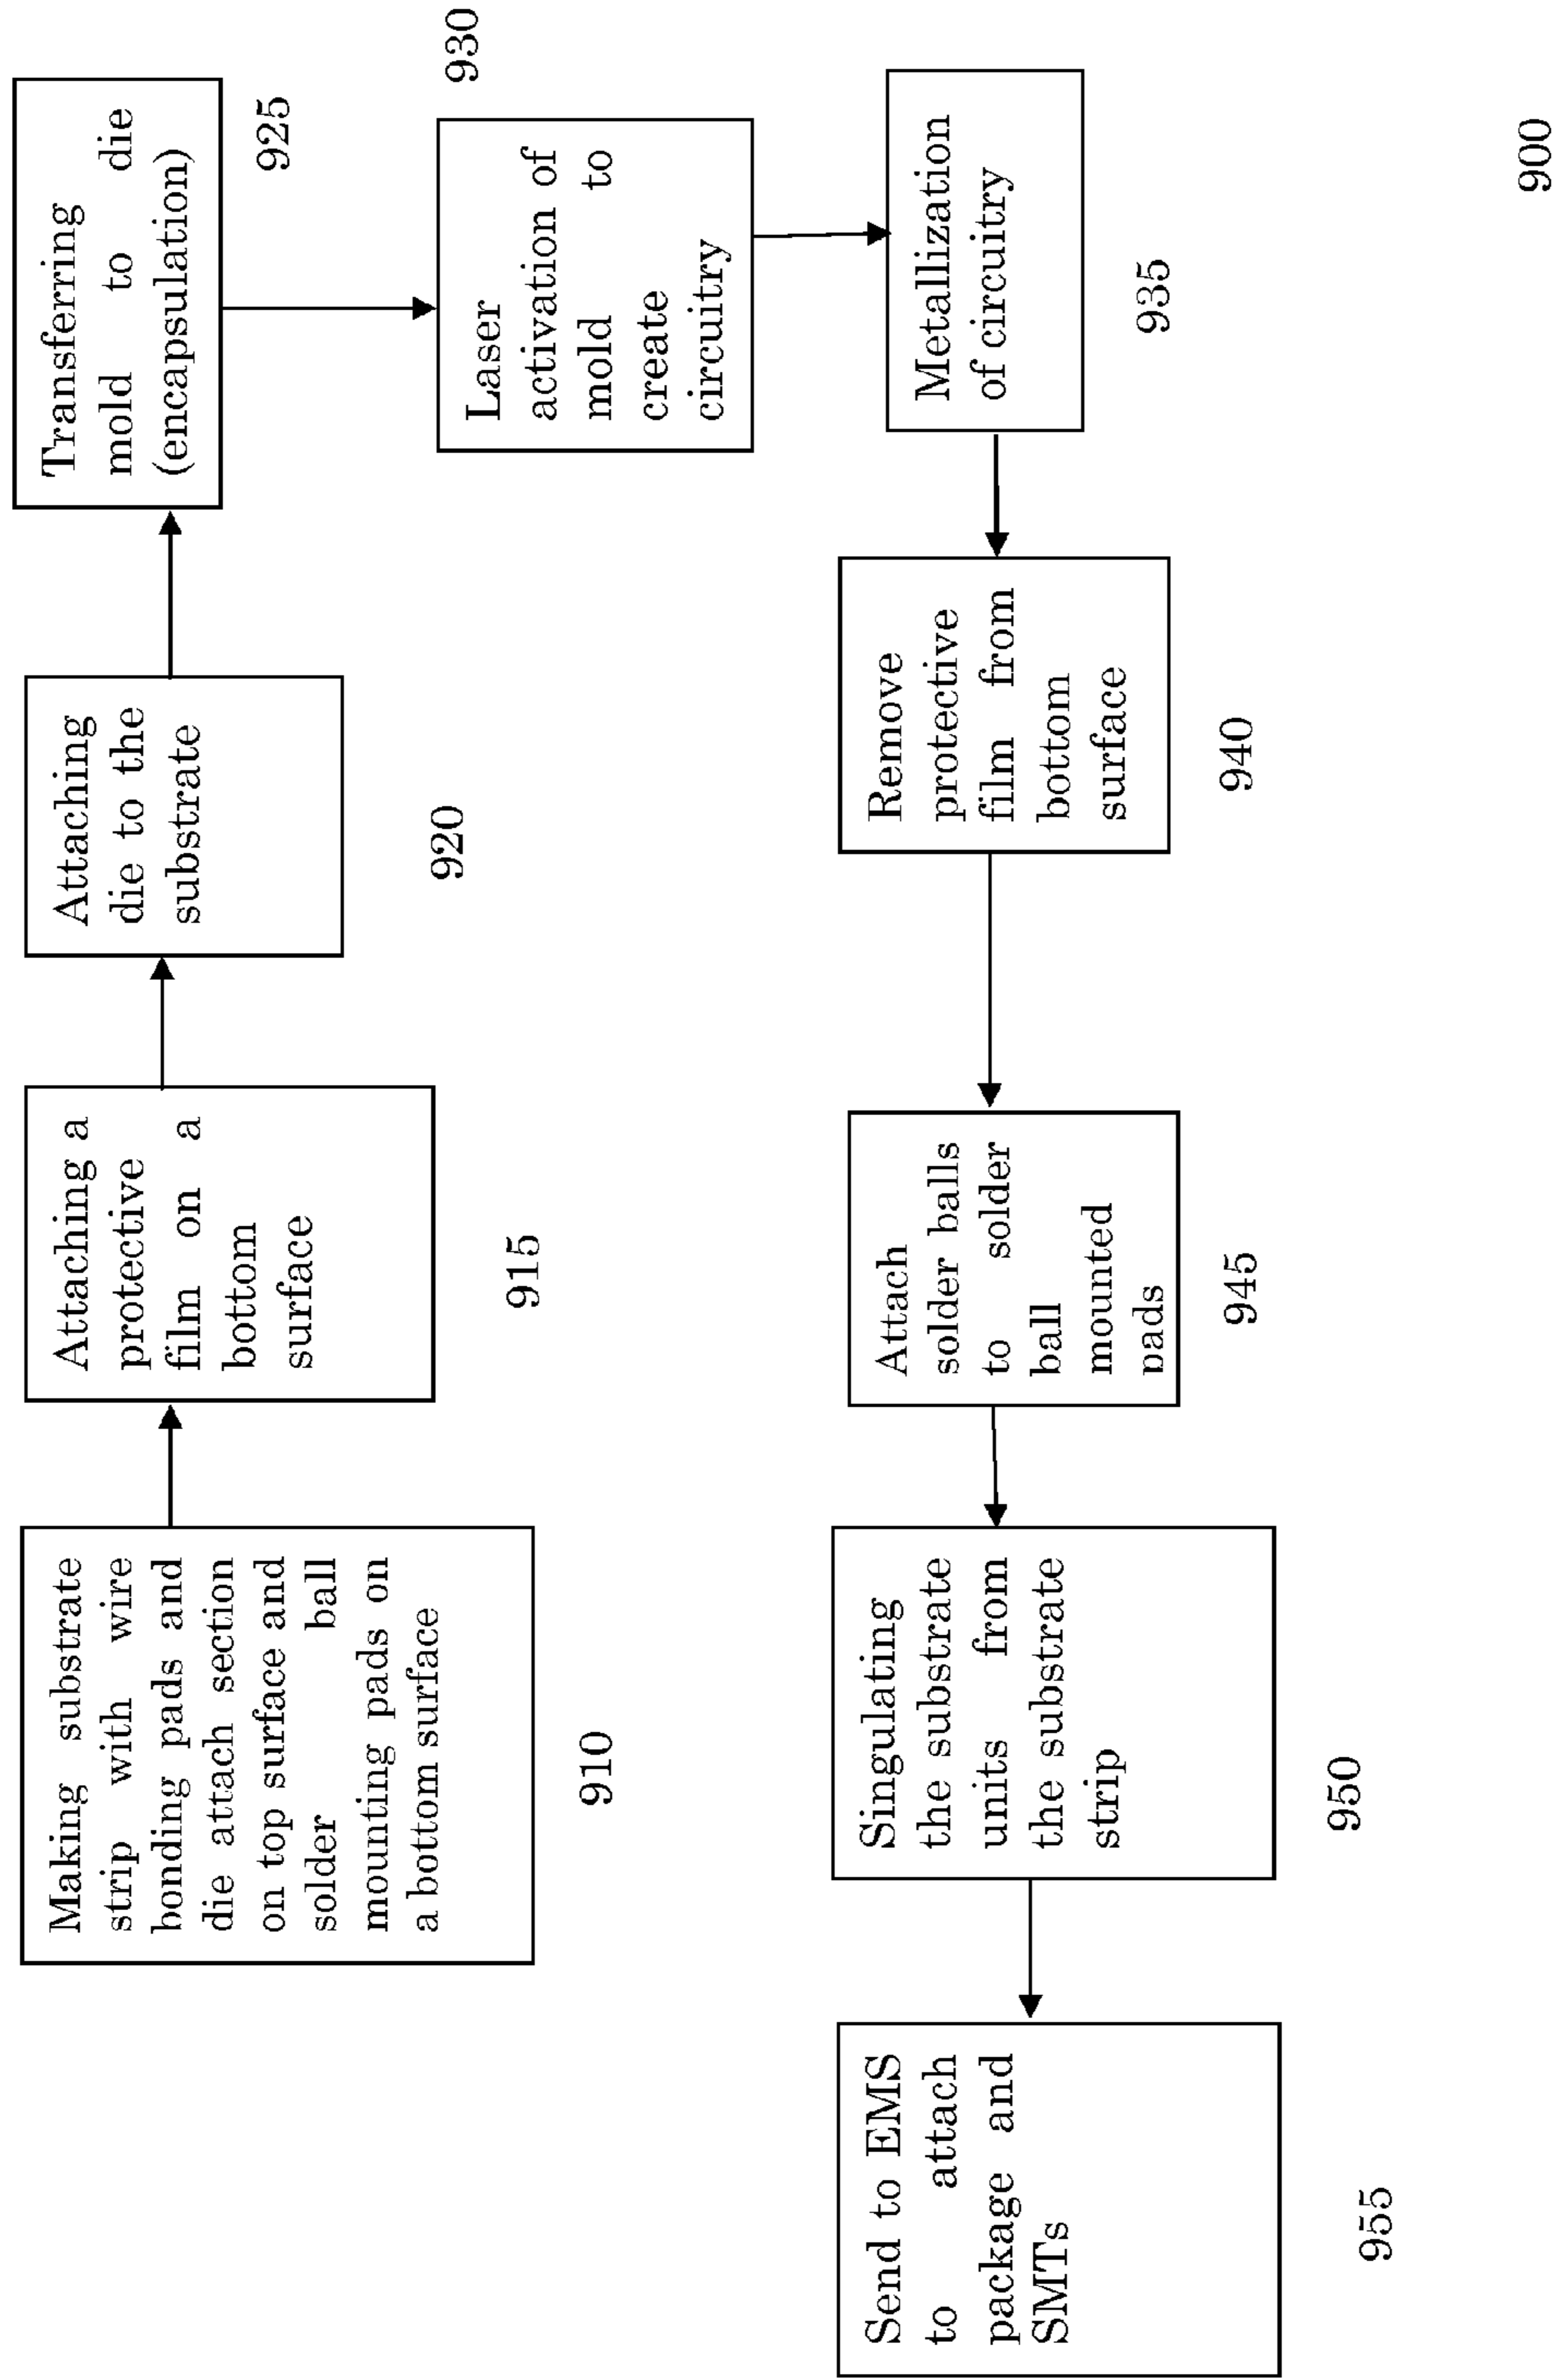 Making substrate
strip with wire
bonding pads and
die attach section
on top surface and
solder ball
mounting pads on
a bottom surface
910
Attaching a
protective
film on a
bottom
surface
915
Attaching
die to the
substrate
920
Transferring
mold to die
(encapsulation)
925
Laser
activation of
mold to
create
circuitry
930
Metallization
of circuitry
935
Remove
protective
film from
bottom
surface
940
Attach
solder balls
to solder
ball
mounted
pads
945
Singulating
the substrate
units from
the substrate
strip
950
Send to EMS
to attach
package and
SMTs
955
900